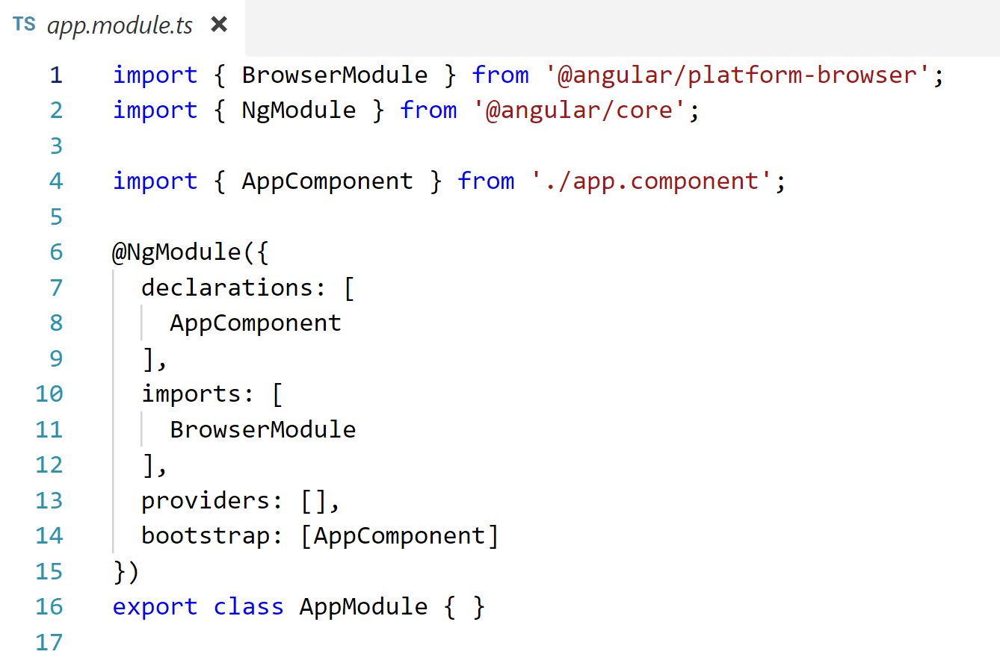 TS app.module.ts ×
1 import { BrowserModule } from '@angular/platform-browser';
2 import { NgModule } from '@angular/core';
3
4 import { AppComponent } from './app.component';
5
6 @NgModule({
7   declarations: [
8     AppComponent
9   ],
10   imports: [
11     BrowserModule
12   ],
13   providers: [],
14   bootstrap: [AppComponent]
15 })
16 export class AppModule { }
17